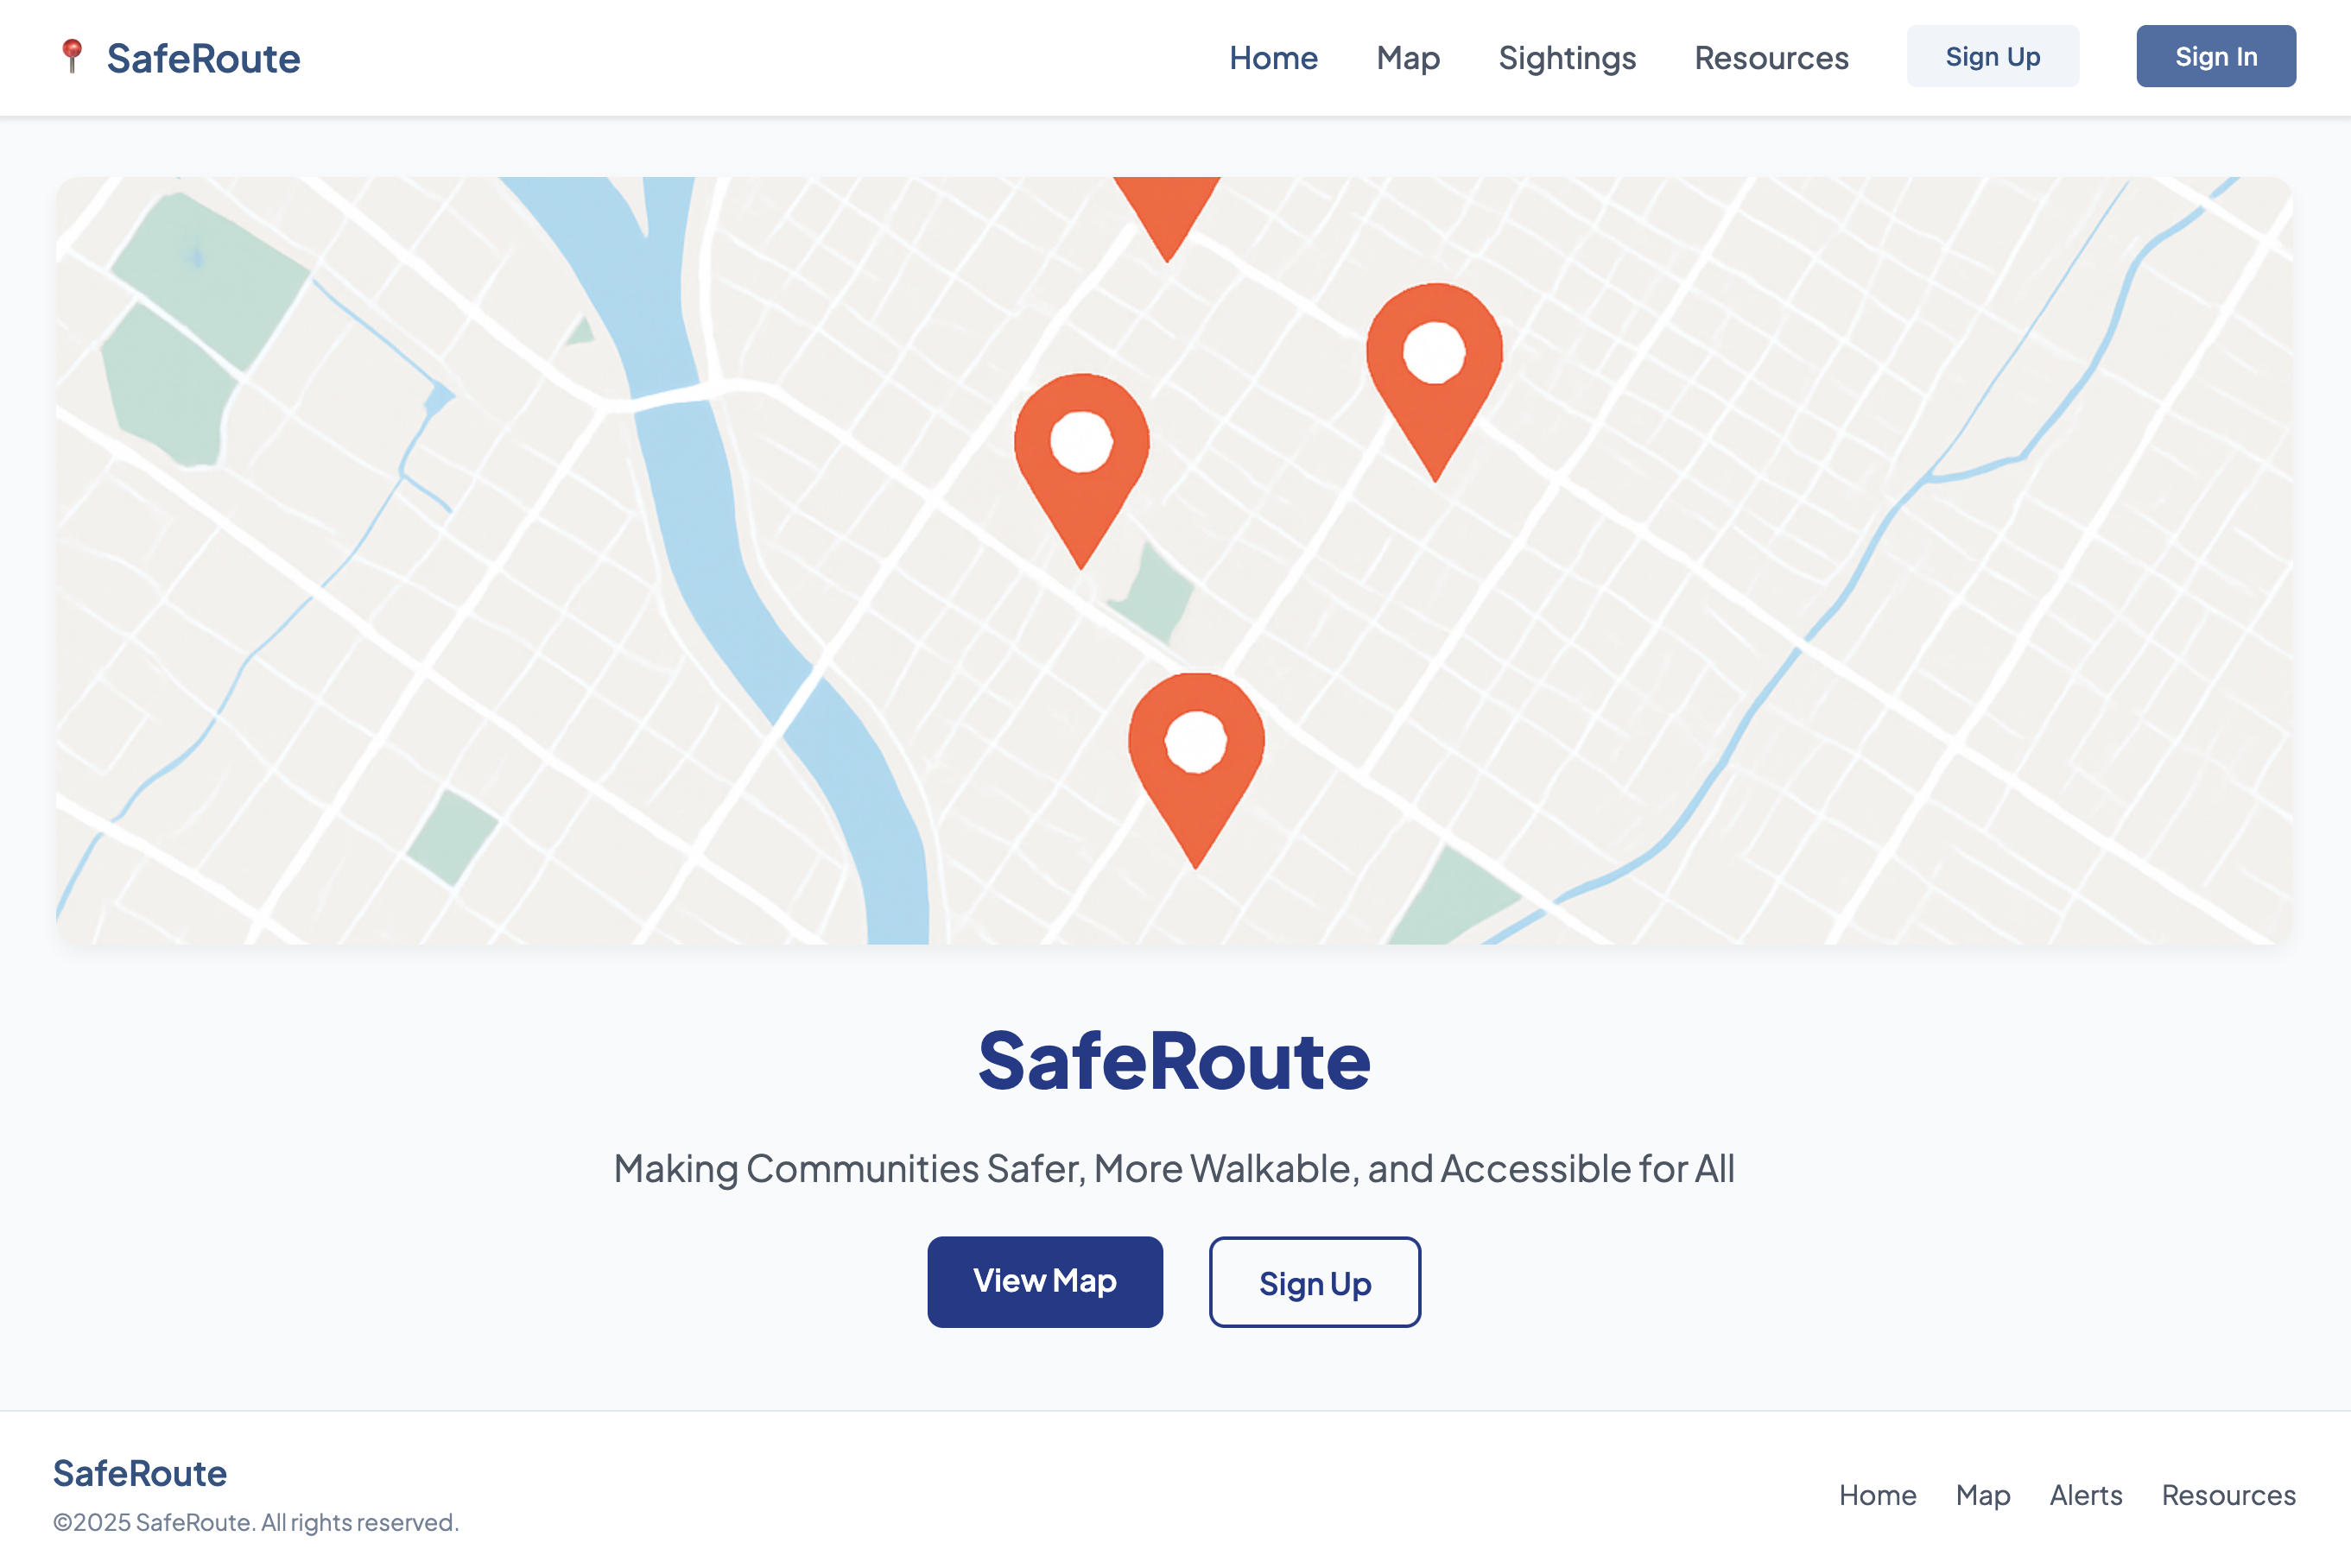 SafeRoute
Home Map Sightings Resources Sign Up Sign In
SafeRoute
Making Communities Safer, More Walkable, and Accessible for All
View Map Sign Up
SafeRoute
©2025 SafeRoute. All rights reserved.
Home Map Alerts Resources